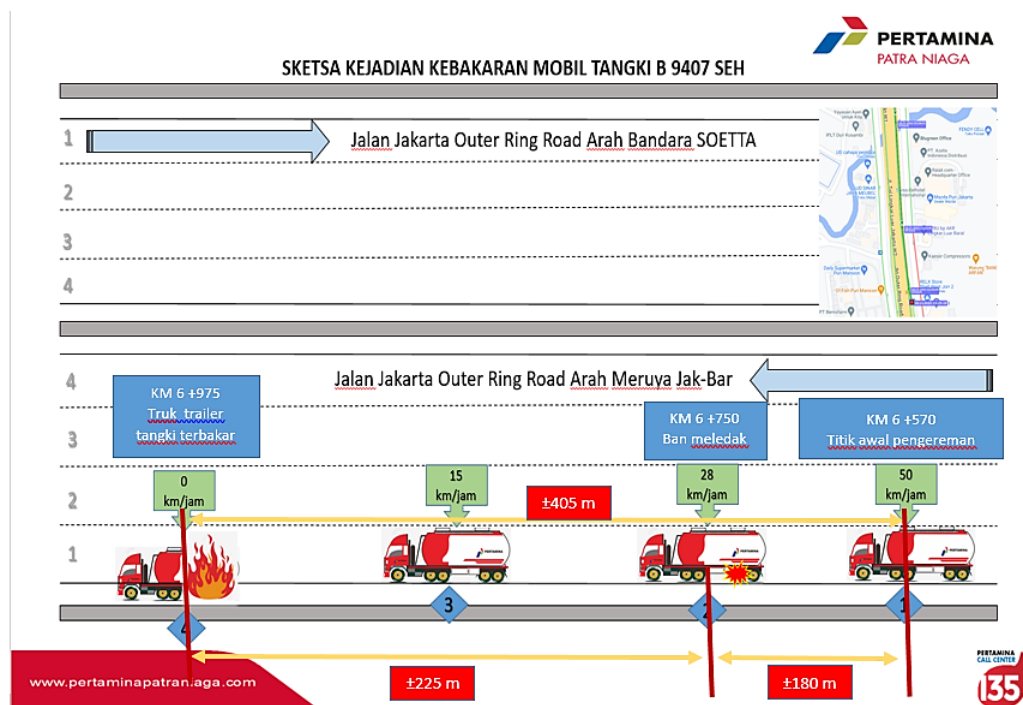 PERTAMINA
PATRA NIAGA
SKETSA KEJADIAN KEBAKARAN MOBIL TANGKI B 9407 SEH
1
Jalan Jakarta Outer Ring Road Arah Bandara SOETTA
2
3
4
4
Jalan Jakarta Outer Ring Road Arah Meruya Jak-Bar
KM 6 +975
Truk trailer
tangki terbakar
KM 6 +750
Ban meledak
KM 6 +570
Titik awal pengereman
3
2
0
km/jam
15
km/jam
28
km/jam
50
km/jam
±405 m
1
PERTAMINA
PERTAMINA
PERTAMINA
4
3
2
1
±225 m
±180 m
www.pertaminapatraniaga.com
PERTAMINA
CALL CENTER
135